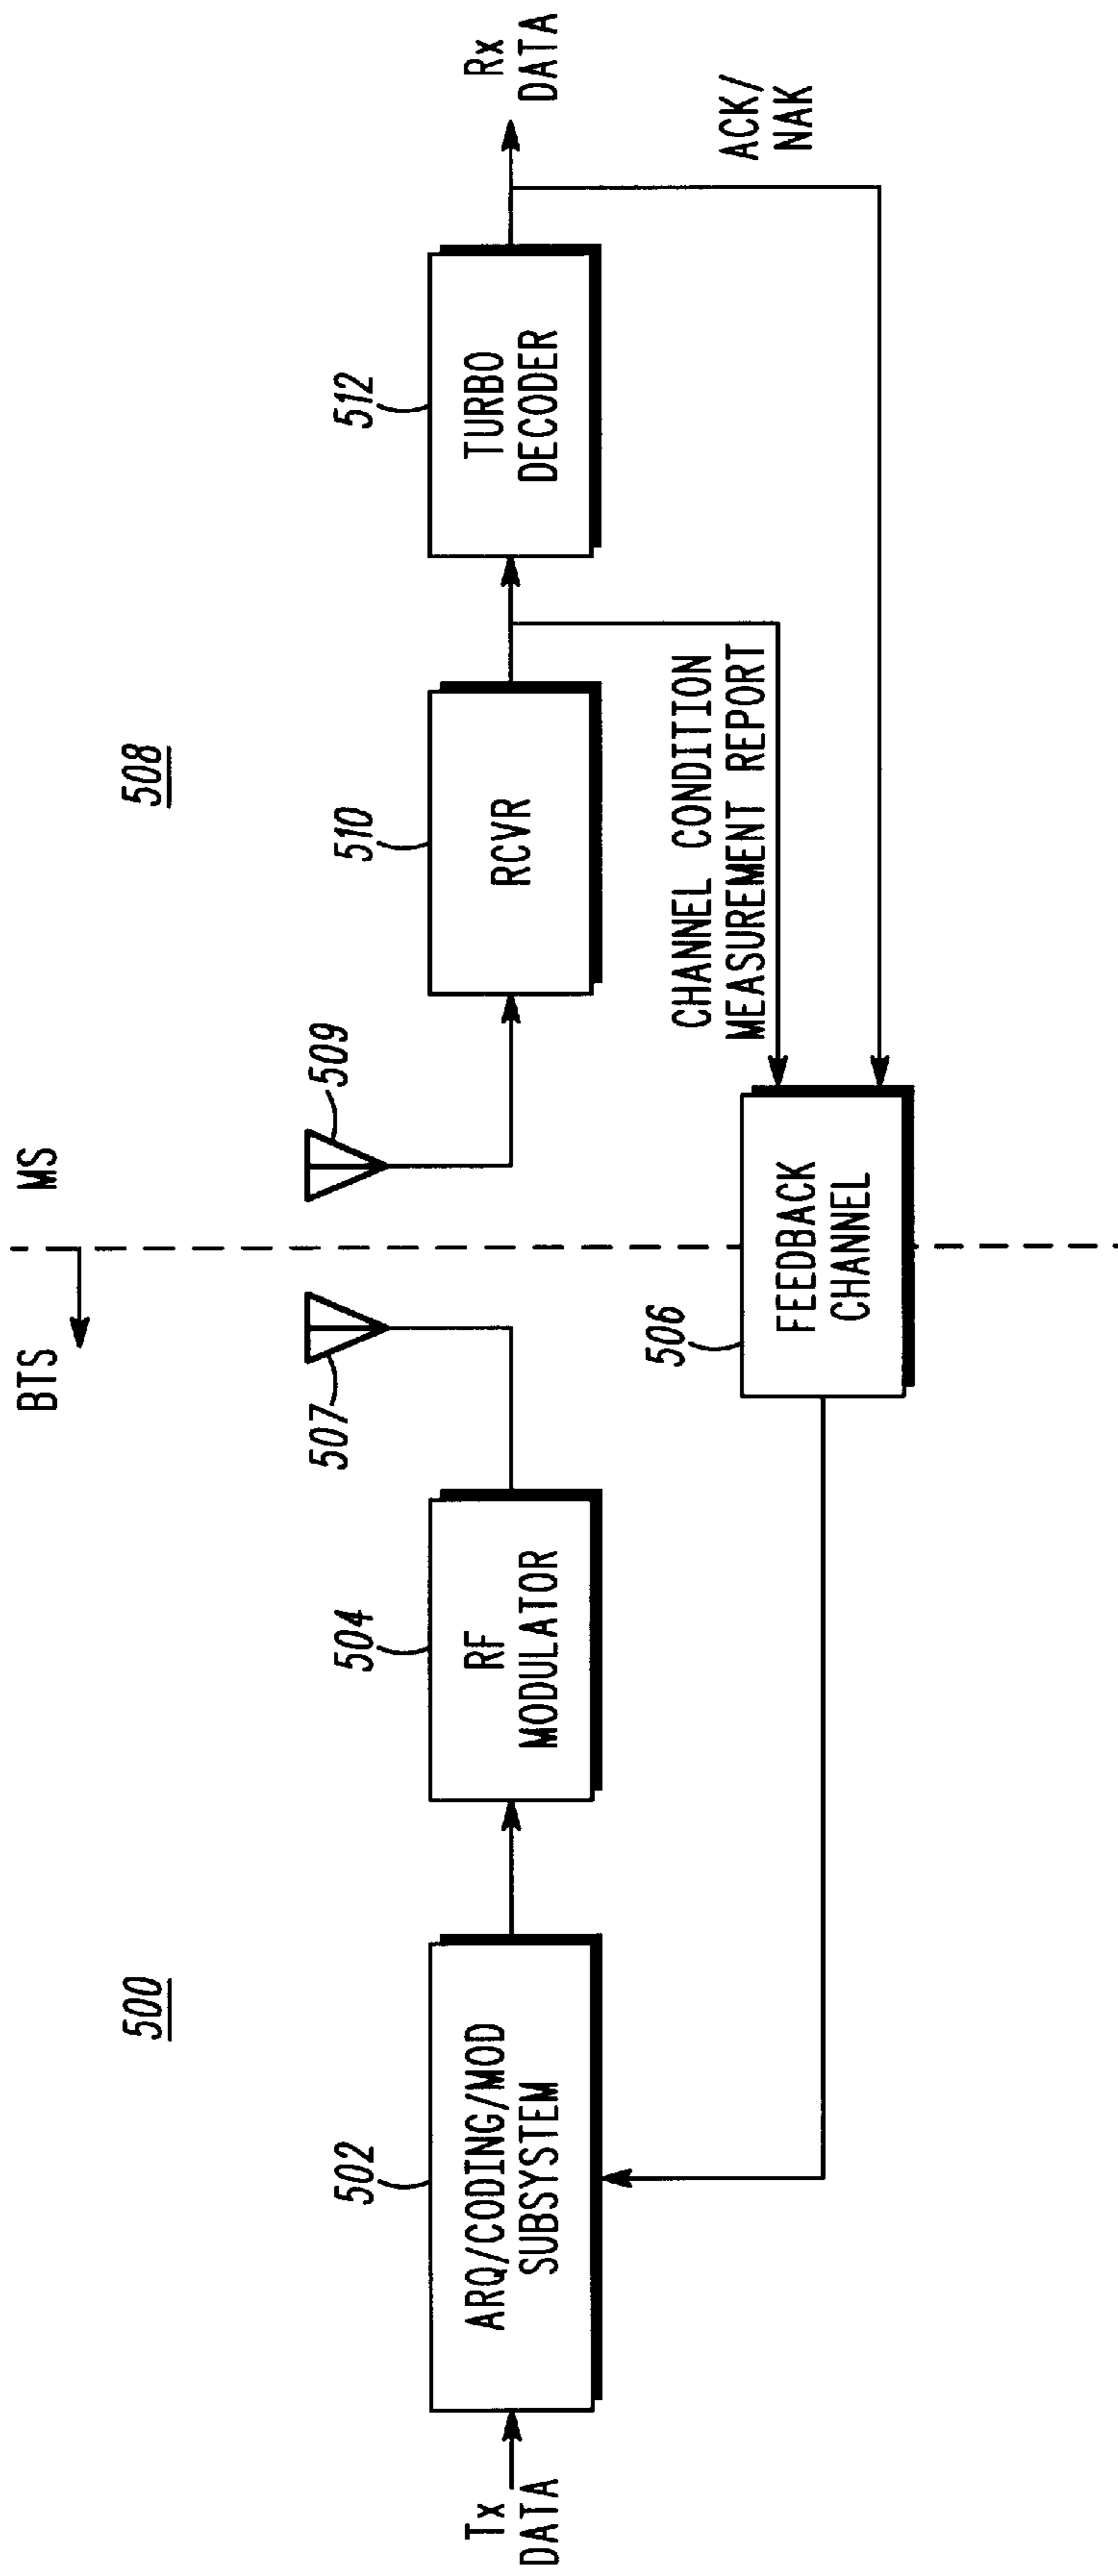 BTS
MS
500
508
Tx
DATA
502
ARQ/CODING/MOD
SUBSYSTEM
504
RF
MODULATOR
507
509
510
RCVR
512
TURBO
DECODER
Rx
DATA
CHANNEL CONDITION
MEASUREMENT REPORT
ACK/
NAK
506
FEEDBACK
CHANNEL